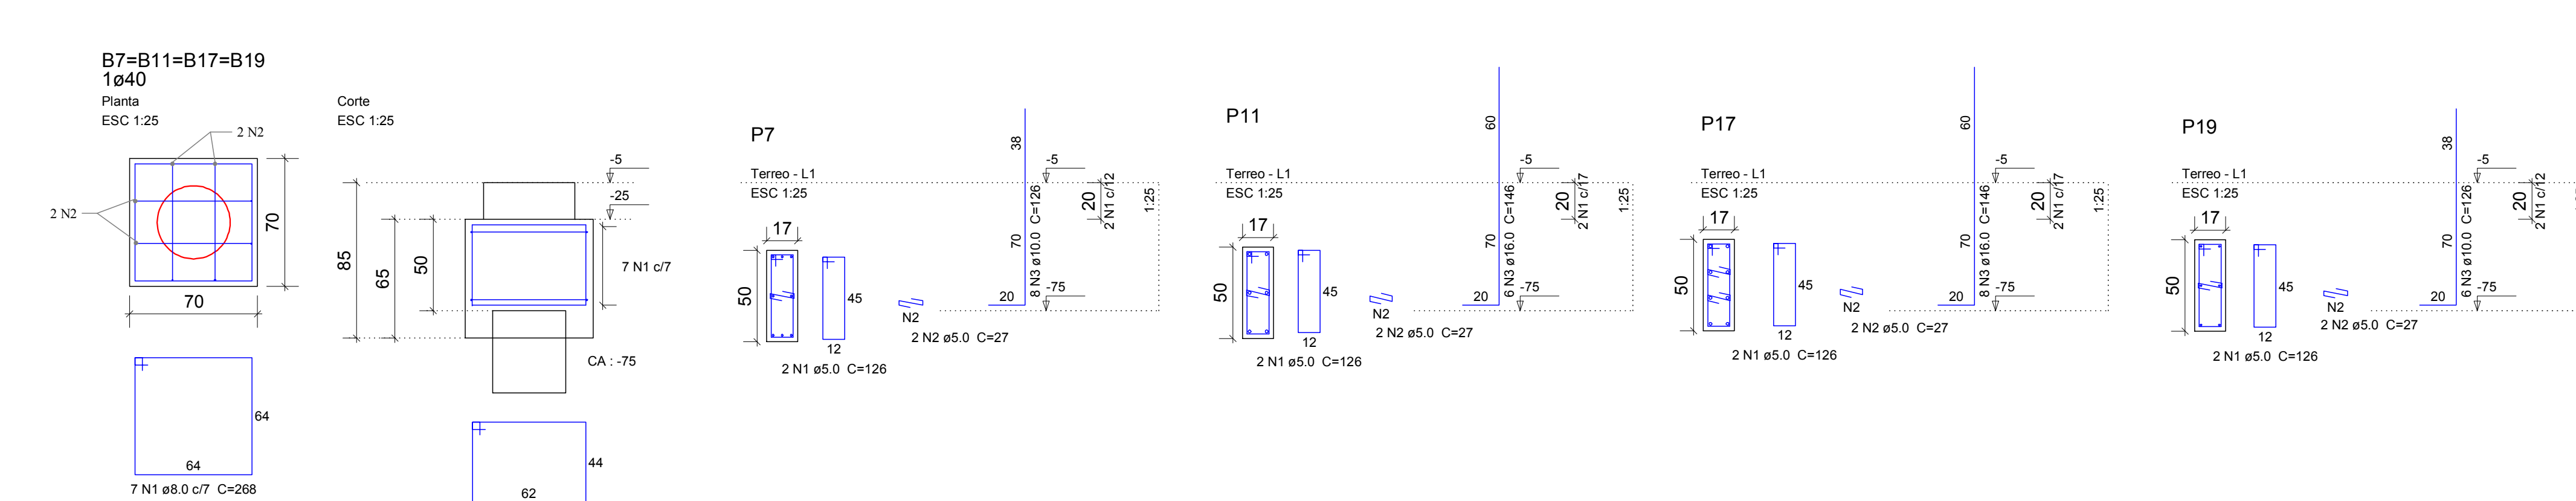 B7=B11=B17=B19
1ø40
Planta
ESC 1:25
2 N2
2 N2
70
70
64
64
7 N1 ø8.0 c/7 C=268
Corte
ESC 1:25
-5
-25
85
65
50
7 N1 c/7
CA : -75
44
62
P7
Terreo - L1
ESC 1:25
17
50
45
12
2 N1 ø5.0 C=126
N2
2 N2 ø5.0 C=27
38
70
20
8 N3 ø10.0 C=126
-5
-75
20
2 N1 c/12
1:25
P11
Terreo - L1
ESC 1:25
17
50
45
12
2 N1 ø5.0 C=126
N2
2 N2 ø5.0 C=27
60
70
20
6 N3 ø16.0 C=146
-5
-75
20
2 N1 c/17
1:25
P17
Terreo - L1
ESC 1:25
17
50
45
12
2 N1 ø5.0 C=126
N2
2 N2 ø5.0 C=27
60
70
20
8 N3 ø16.0 C=146
-5
-75
20
2 N1 c/17
1:25
P19
Terreo - L1
ESC 1:25
17
50
45
12
2 N1 ø5.0 C=126
N2
2 N2 ø5.0 C=27
38
70
20
6 N3 ø10.0 C=126
-5
-75
20
2 N1 c/12